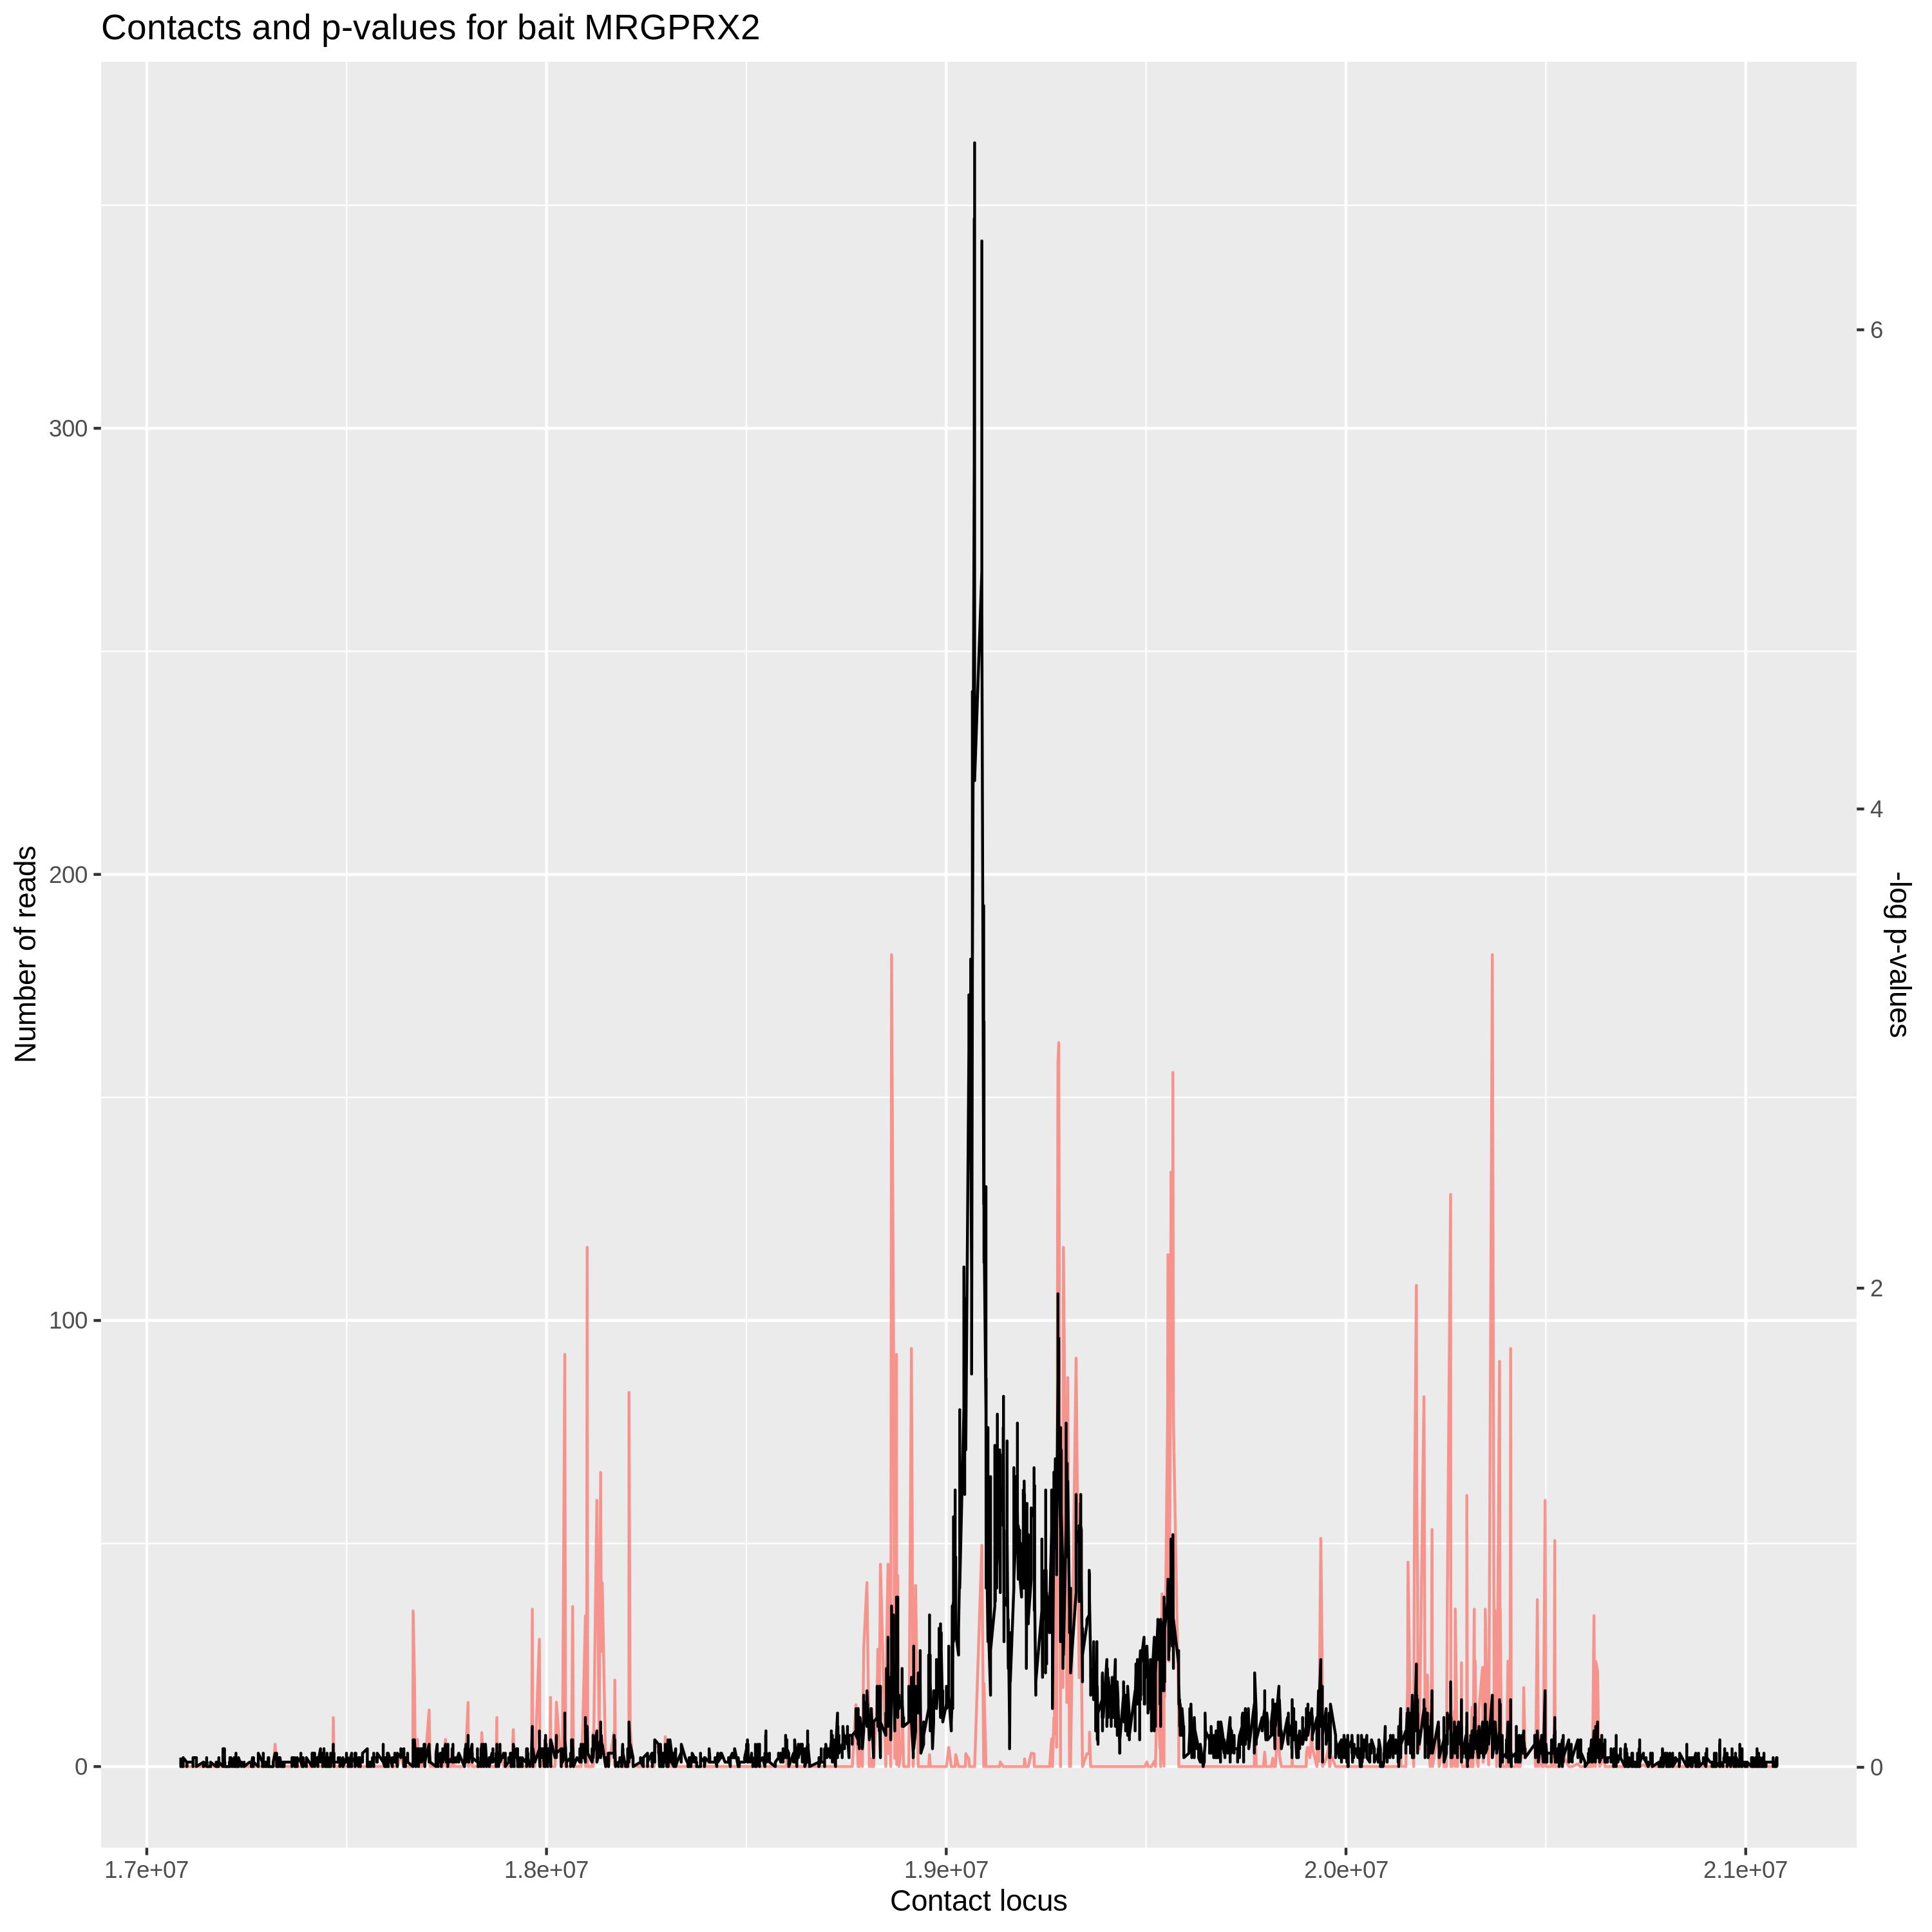 Contacts and p-values for bait MRGPRX2
Number of reads
300
200
100
0
6
4
2
0
-log p-values
1.7e+07 1.8e+07 1.9e+07 2.0e+07 2.1e+07
Contact locus